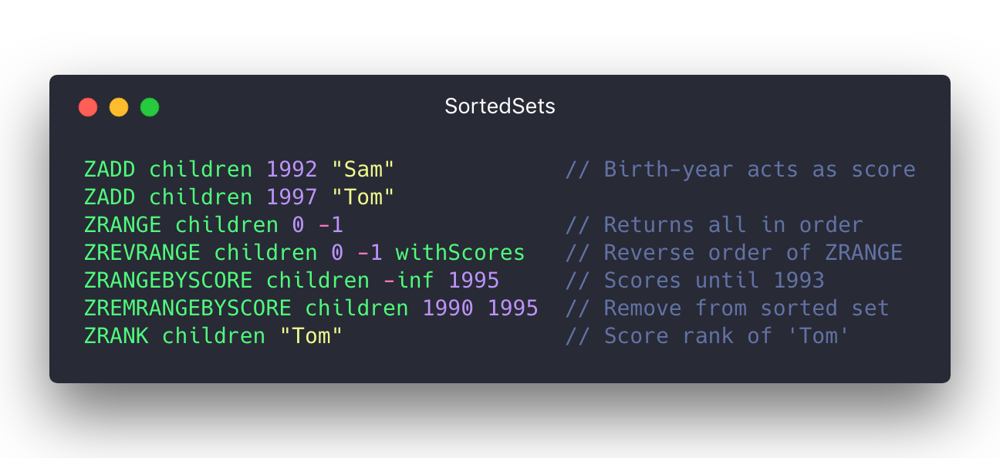 SortedSets
ZADD children 1992 "Sam" // Birth-year acts as score
ZADD children 1997 "Tom"
ZRANGE children 0 -1 // Returns all in order
ZREVRANGE children 0 -1 withScores // Reverse order of ZRANGE
ZRANGEBYSCORE children -inf 1995 // Scores until 1993
ZREMRANGEBYSCORE children 1990 1995 // Remove from sorted set
ZRANK children "Tom" // Score rank of 'Tom'